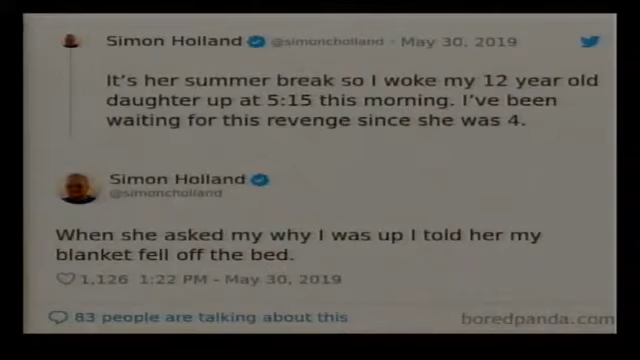 Simon Holland @simoncholland · May 30, 2019
It's her summer break so I woke my 12 year old
daughter up at 5:15 this morning. I've been
waiting for this revenge since she was 4.
Simon Holland
@simoncholland
When she asked my why I was up I told her my
blanket fell off the bed.
1,126 1:22 PM - May 30, 2019
83 people are talking about this
boredpanda.com